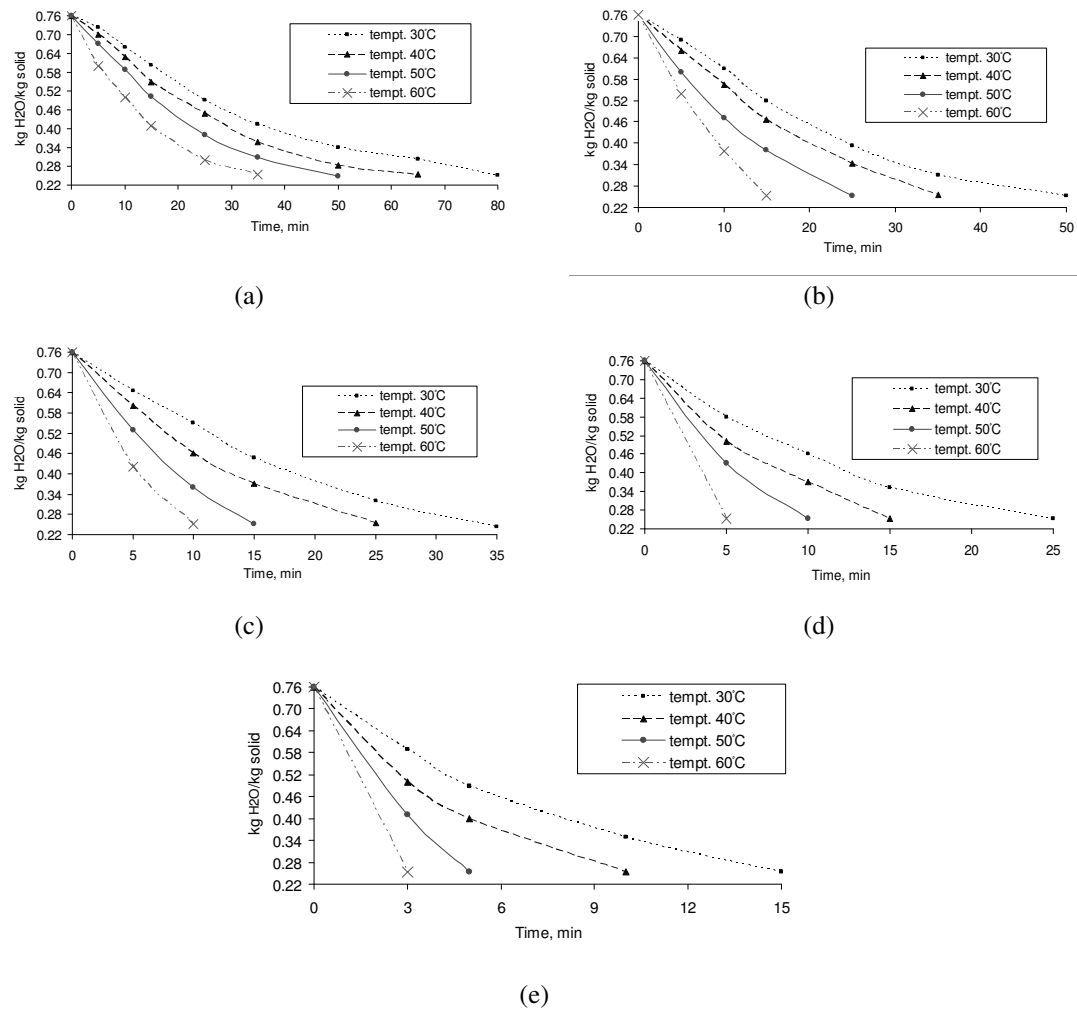 kg H2O/kg solid
0.76
0.70
0.64
0.58
0.52
0.46
0.40
0.34
0.28
0.22
0 10 20 30 40 50 60 70 80
Time, min
tempt. 30°C
tempt. 40°C
tempt. 50°C
tempt. 60°C
(a)
kg H2O/kg solid
0.76
0.70
0.64
0.58
0.52
0.46
0.40
0.34
0.28
0.22
0 10 20 30 40 50
Time, min
tempt. 30°C
tempt. 40°C
tempt. 50°C
tempt. 60°C
(b)
kg H2O/kg solid
0.76
0.70
0.64
0.58
0.52
0.46
0.40
0.34
0.28
0.22
0 5 10 15 20 25 30 35
Time, min
tempt. 30°C
tempt. 40°C
tempt. 50°C
tempt. 60°C
(c)
kg H2O/kg solid
0.76
0.70
0.64
0.58
0.52
0.46
0.40
0.34
0.28
0.22
0 5 10 15 20 25
Time, min
tempt. 30°C
tempt. 40°C
tempt. 50°C
tempt. 60°C
(d)
kg H2O/kg solid
0.76
0.70
0.64
0.58
0.52
0.46
0.40
0.34
0.28
0.22
0 3 6 9 12 15
Time, min
tempt. 30°C
tempt. 40°C
tempt. 50°C
tempt. 60°C
(e)